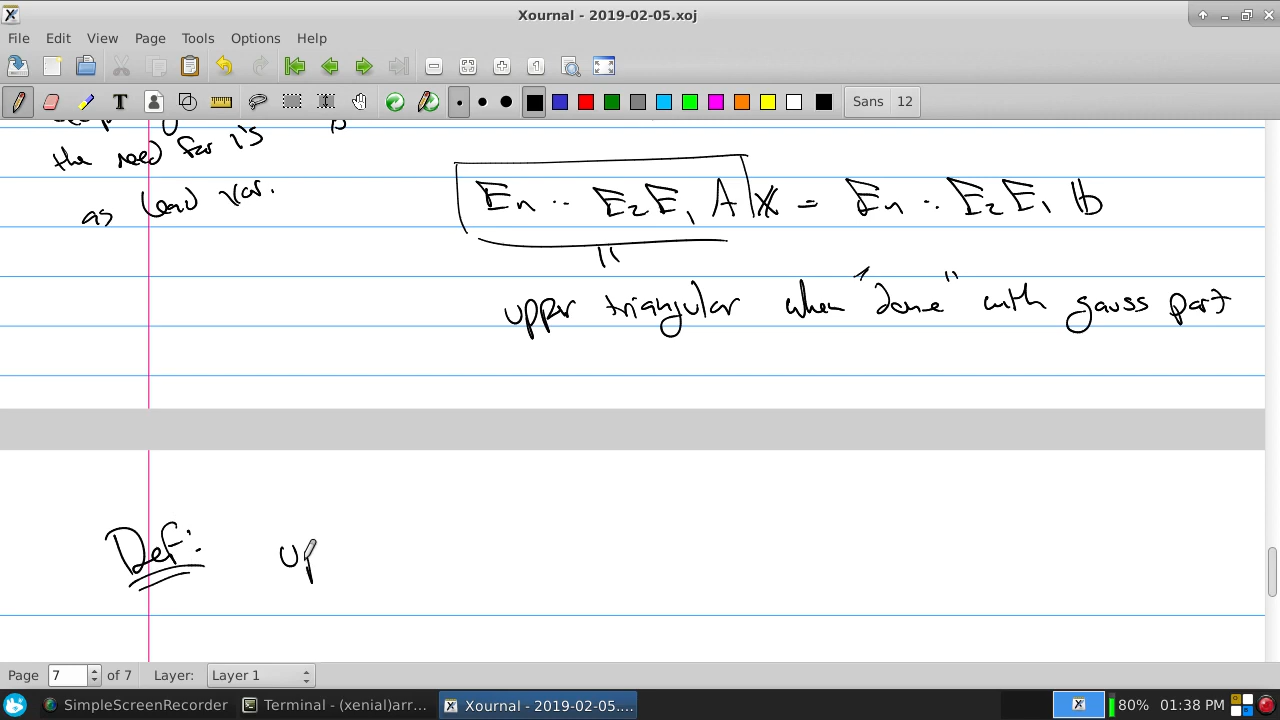 Xournal - 2019-02-05.xoj
File Edit View Page Tools Options Help
Sans 12
the need for 1's
as lead var.
En ·· E2E1 A x = En ·· E2E1 b
upper triangular when "done" with gauss part
Def: up
Page 7 of 7 Layer: Layer 1
SimpleScreenRecorder Terminal - (xenial)arr... Xournal - 2019-02-05.... 80% 01:38 PM